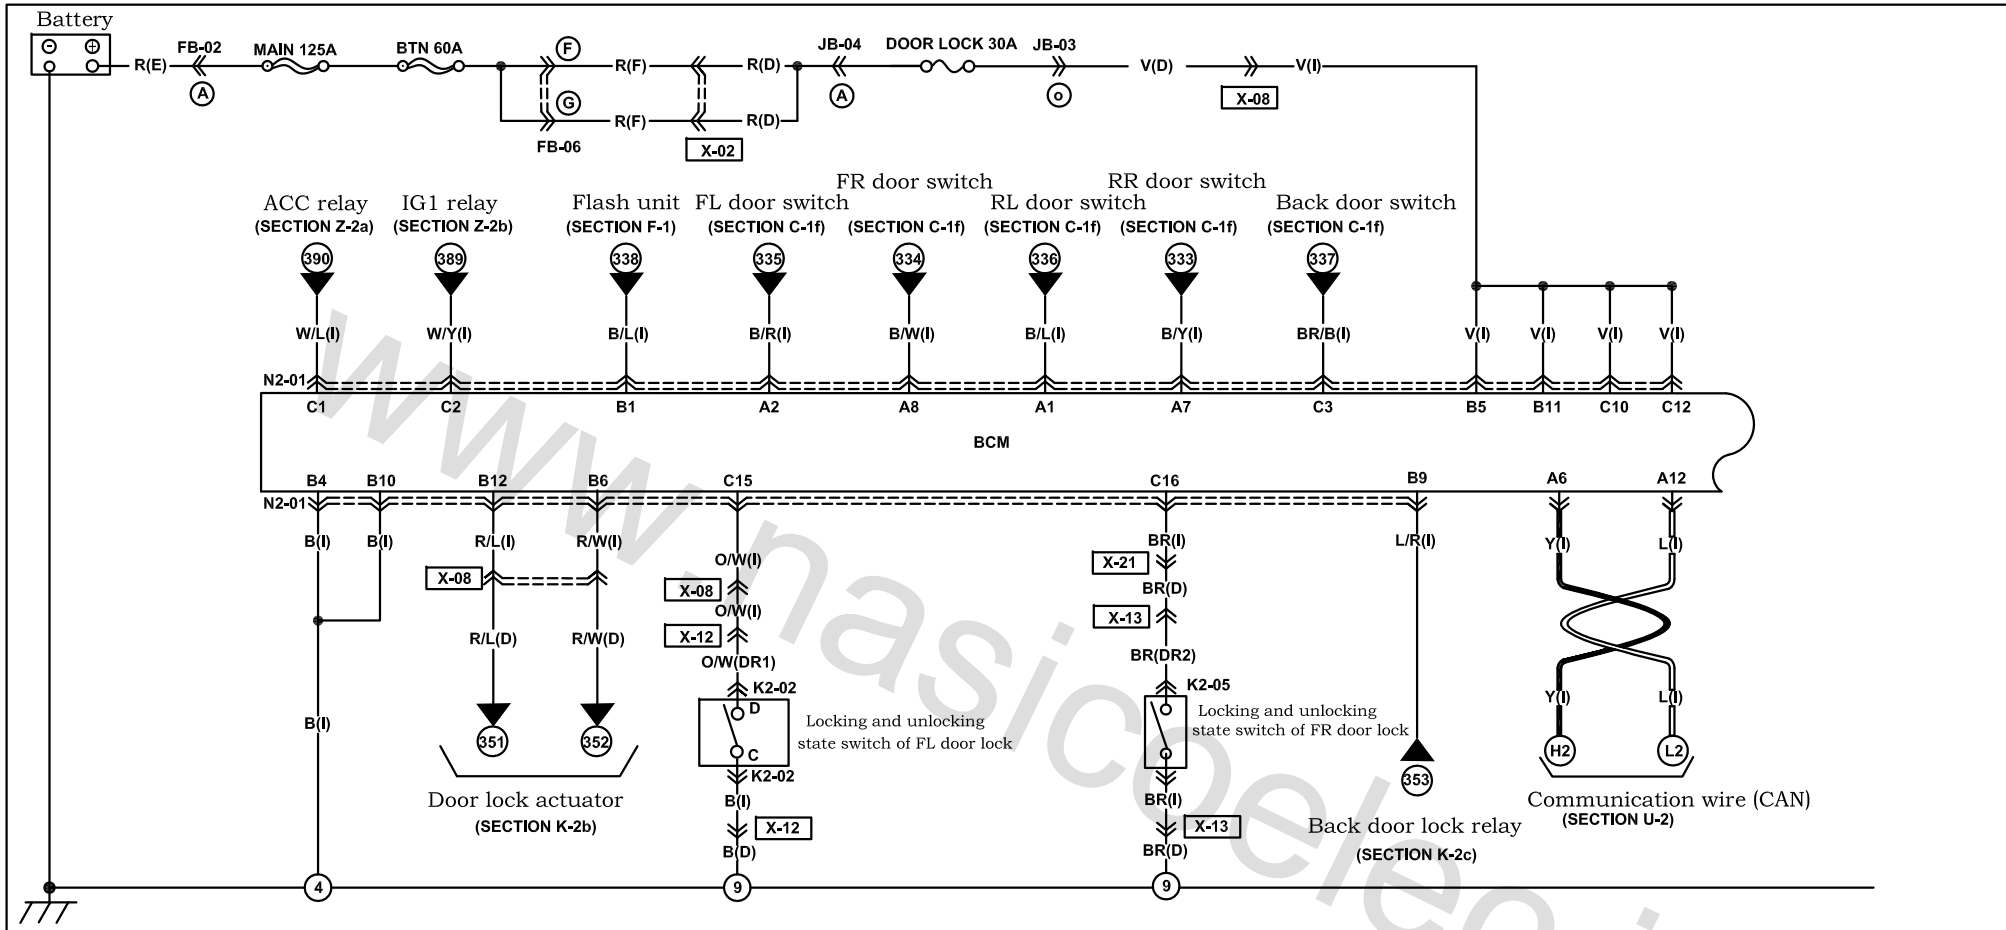 Battery
FB-02
MAIN 125A
BTN 60A
F
JB-04
DOOR LOCK 30A
JB-03
R(E)
R(F)
R(D)
V(D)
V(I)
A
G
A
o
X-08
R(F)
R(D)
FB-06
X-02
ACC relay
(SECTION Z-2a)
IG1 relay
(SECTION Z-2b)
Flash unit
(SECTION F-1)
FL door switch
(SECTION C-1f)
FR door switch
(SECTION C-1f)
RL door switch
(SECTION C-1f)
RR door switch
(SECTION C-1f)
Back door switch
(SECTION C-1f)
390
389
338
335
334
336
333
337
W/L(I)
W/Y(I)
B/L(I)
B/R(I)
B/W(I)
B/L(I)
B/Y(I)
BR/B(I)
V(I)
V(I)
V(I)
V(I)
N2-01
C1
C2
B1
A2
A8
A1
A7
C3
B5
B11
C10
C12
BCM
B4
B10
B12
B6
C15
C16
B9
A6
A12
N2-01
B(I)
B(I)
R/L(I)
R/W(I)
O/W(I)
BR(I)
L/R(I)
Y(I)
L(I)
X-08
X-08
X-21
O/W(I)
BR(D)
X-12
X-13
R/L(D)
R/W(D)
O/W(DR1)
BR(DR2)
K2-02
K2-05
Y(I)
L(I)
B(I)
D
C
Locking and unlocking
state switch of FL door lock
Locking and unlocking
state switch of FR door lock
351
352
353
H2
L2
K2-02
Door lock actuator
(SECTION K-2b)
B(I)
X-12
B(D)
BR(I)
X-13
BR(D)
Back door lock relay
(SECTION K-2c)
Communication wire (CAN)
(SECTION U-2)
4
9
9
www.nasicoelec.i